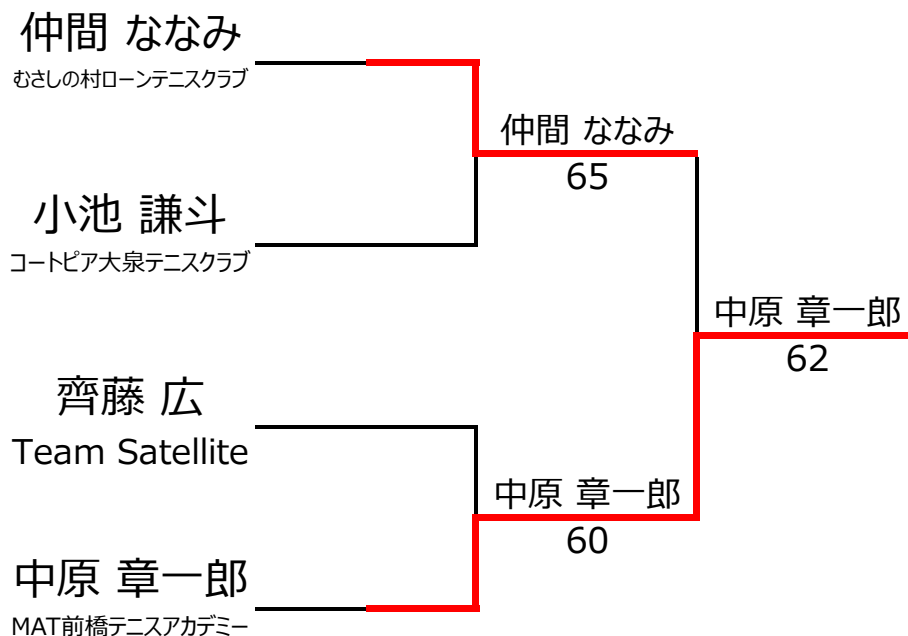 仲間 ななみ
むさしの村ローンテニスクラブ
仲間 ななみ
65
小池 謙斗
コートピア大泉テニスクラブ
中原 章一郎
62
齊藤 広
Team Satellite
中原 章一郎
60
中原 章一郎
MAT前橋テニスアカデミー